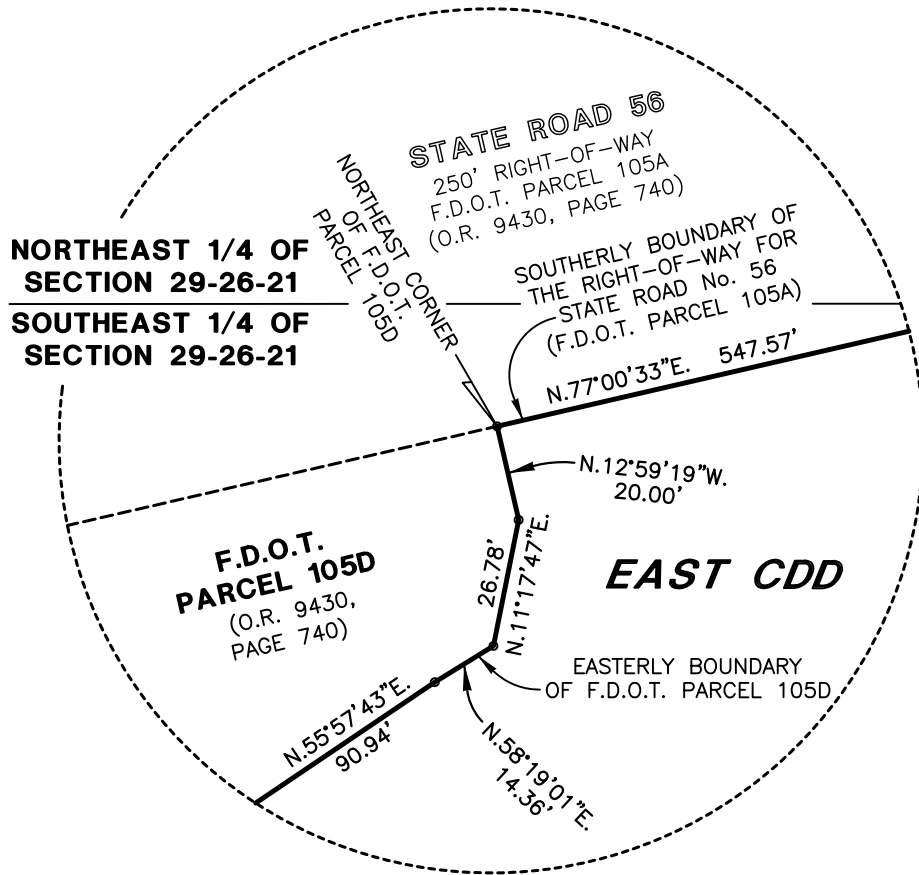 STATE ROAD 56
250' RIGHT-OF-WAY
F.D.O.T. PARCEL 105A
(O.R. 9430, PAGE 740)
NORTHEAST CORNER
OF F.D.O.T.
PARCEL 105D
NORTHEAST 1/4 OF
SECTION 29-26-21
SOUTHEAST 1/4 OF
SECTION 29-26-21
SOUTHERLY BOUNDARY OF
THE RIGHT-OF-WAY FOR
STATE ROAD No. 56
(F.D.O.T. PARCEL 105A)
N.77°00'33"E. 547.57'
N.12°59'19"W.
20.00'
F.D.O.T.
PARCEL 105D
(O.R. 9430,
PAGE 740)
26.78'
N.11°17'47"E.
EAST CDD
EASTERLY BOUNDARY
OF F.D.O.T. PARCEL 105D
N.55°57'43"E.
90.94'
N.58°19'01"E.
14.36'